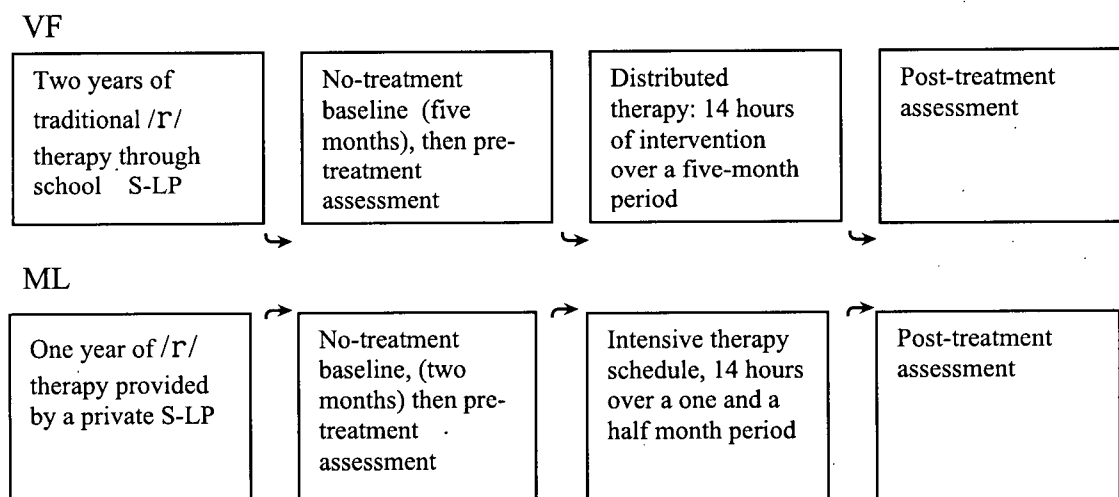 VF
Two years of
traditional /r/
therapy through
school S-LP
No-treatment
baseline (five
months), then pre-
treatment
assessment
Distributed
therapy: 14 hours
of intervention
over a five-month
period
Post-treatment
assessment
ML
One year of /r/
therapy provided
by a private S-LP
No-treatment
baseline, (two
months) then pre-
treatment
assessment
Intensive therapy
schedule, 14 hours
over a one and a
half month period
Post-treatment
assessment